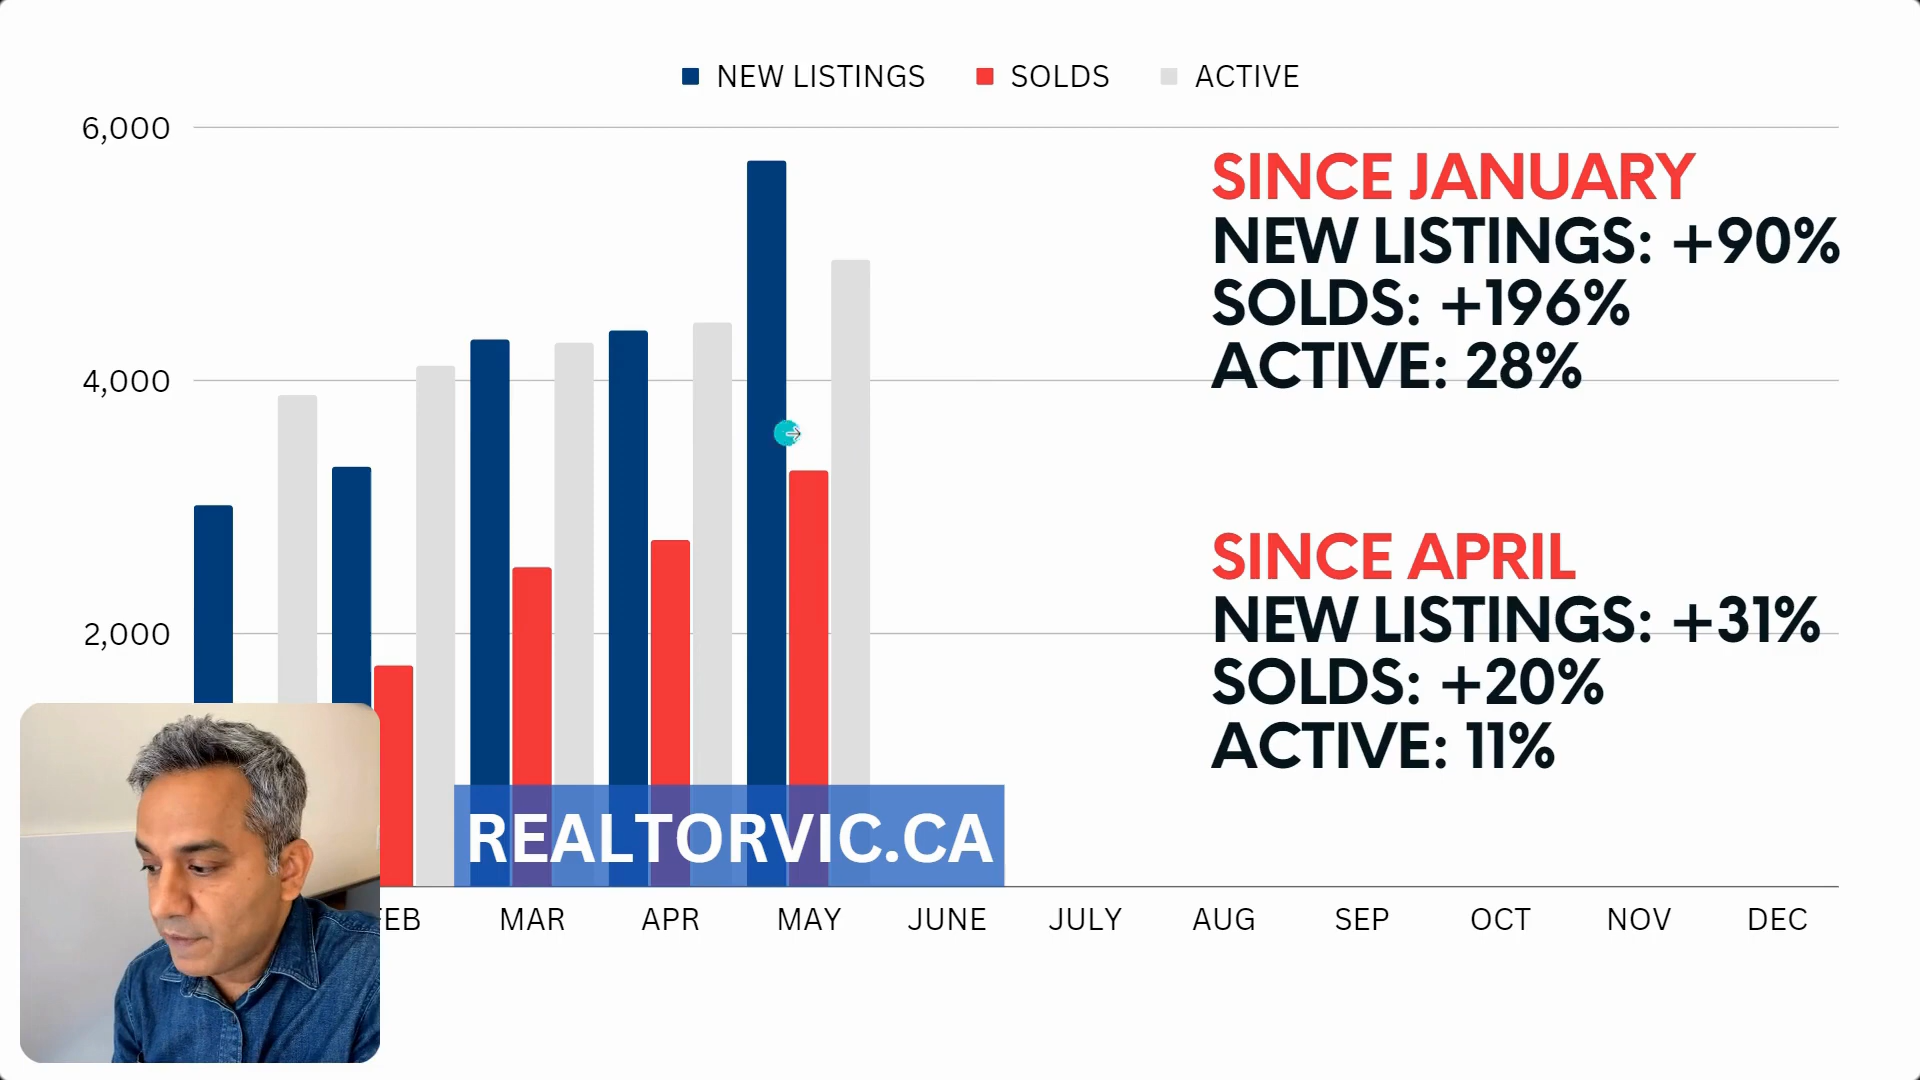 NEW LISTINGS SOLDS ACTIVE
6,000
4,000
2,000
SINCE JANUARY
NEW LISTINGS: +90%
SOLDS: +196%
ACTIVE: 28%
SINCE APRIL
NEW LISTINGS: +31%
SOLDS: +20%
ACTIVE: 11%
REALTORVIC.CA
EB MAR APR MAY JUNE JULY AUG SEP OCT NOV DEC